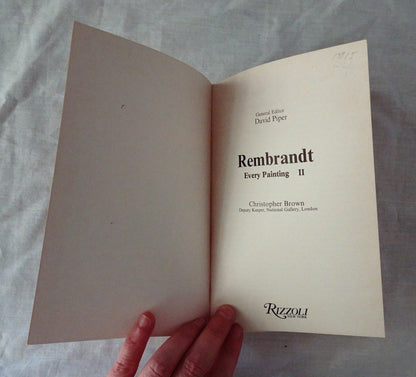 General Editor
David Piper
Rembrandt
Every Painting II
Christopher Brown
Deputy Keeper, National Gallery, London
RIZZOLI
NEW YORK